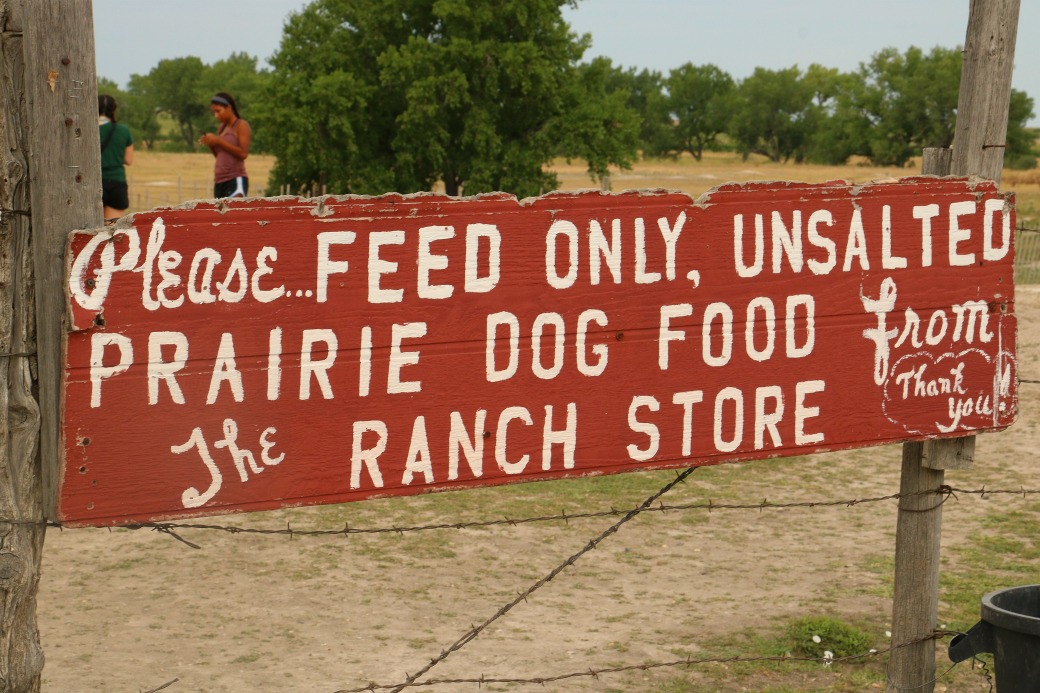 Please...FEED ONLY, UNSALTED
PRAIRIE DOG FOOD from
The RANCH STORE
Thank
you!